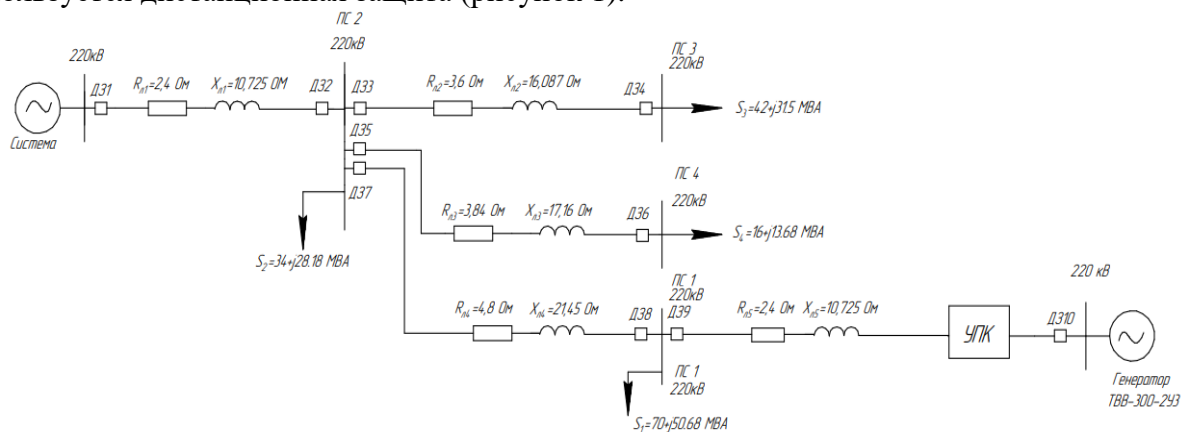 ПС 2
220кВ
220кВ
ПС 3
220кВ
ДЗ1
Rл1=2,4 Ом
Xл1=10,725 ОМ
ДЗ2
ДЗ3
Rл2=3,6 Ом
Xл2=16,087 ОМ
ДЗ4
S3=42+j31.5 МВА
Система
ДЗ5
ПС 4
220кВ
ДЗ7
Rл3=3,84 Ом
Xл3=17,16 Ом
ДЗ6
S4=16+j13.68 МВА
S2=34+j28.18 МВА
ПС 1
220кВ
220 кВ
Rл4=4,8 Ом
Xл4=21,45 Ом
ДЗ8
ДЗ9
Rл5=2,4 Ом
Xл5=10,725 Ом
УПК
ДЗ10
ПС 1
220кВ
Генератор
ТВВ-300-2УЗ
S1=70+j50.68 МВА